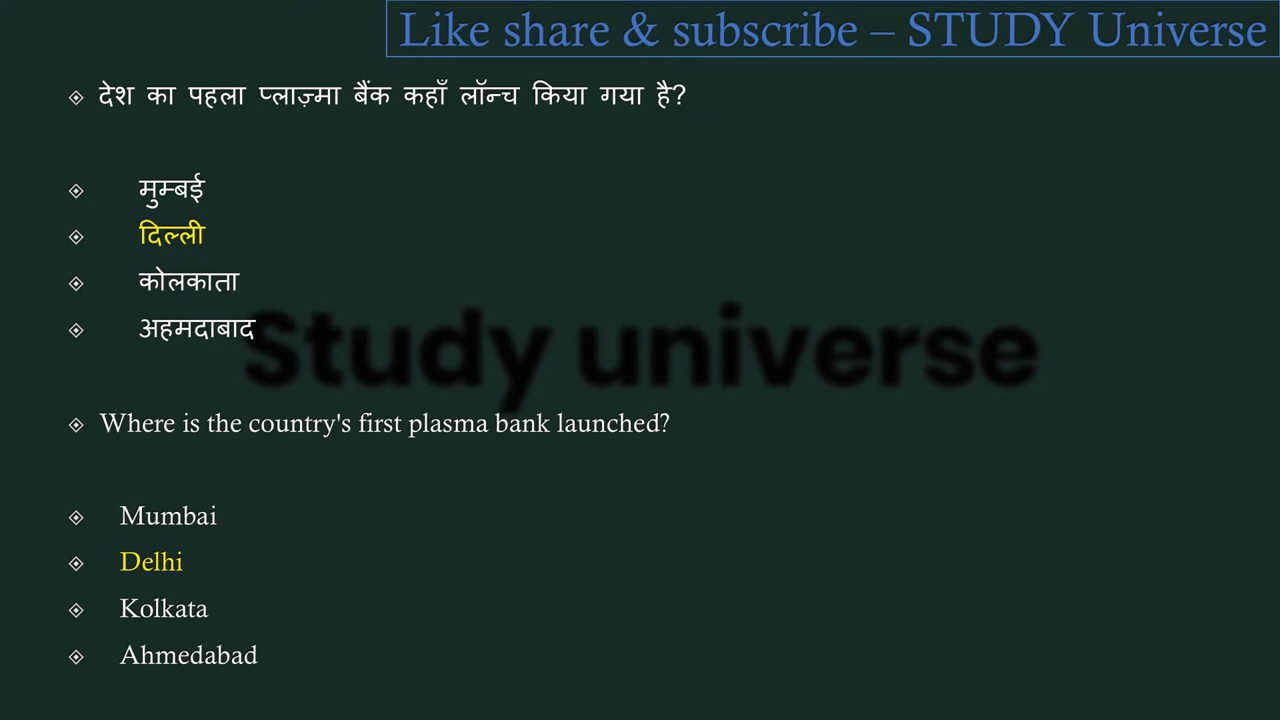 Like share & subscribe – STUDY Universe
देश का पहला प्लाज़्मा बैंक कहाँ लॉन्च किया गया है?
मुम्बई
दिल्ली
कोलकाता
अहमदाबाद
Study universe
Where is the country's first plasma bank launched?
Mumbai
Delhi
Kolkata
Ahmedabad